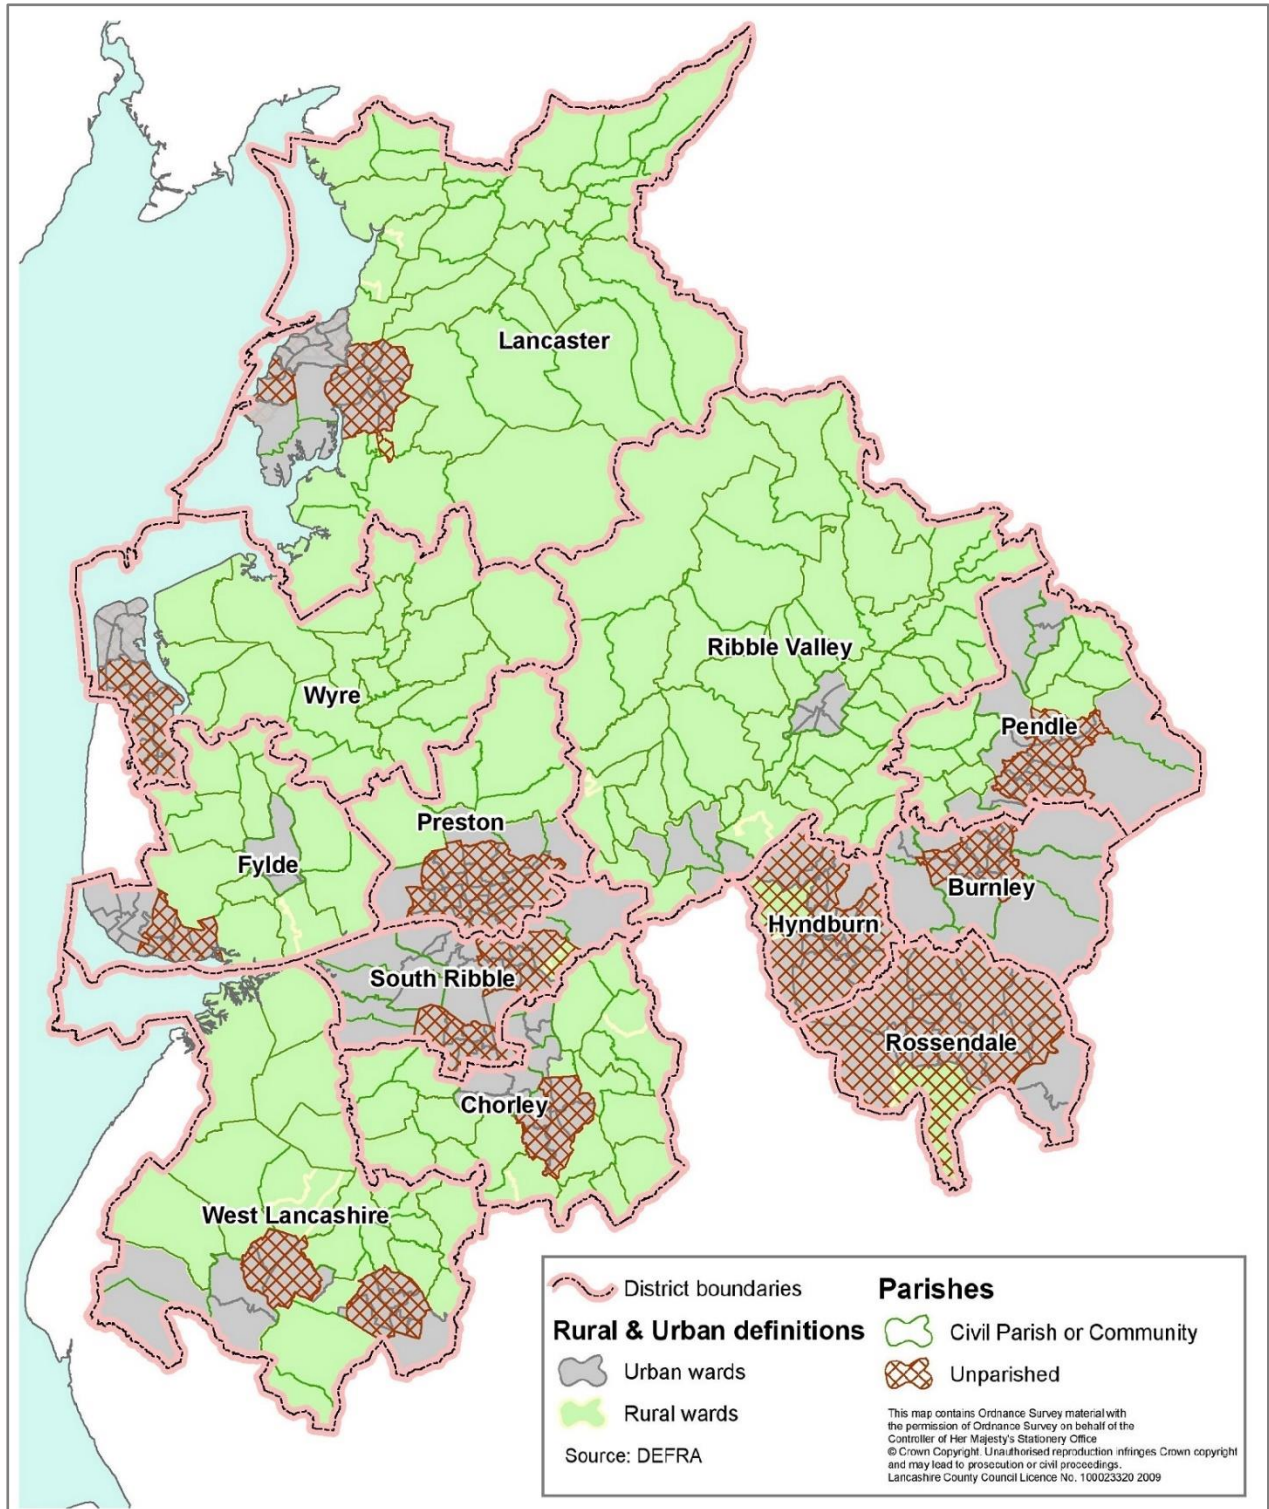 Lancaster
Ribble Valley
Wyre
Pendle
Preston
Fylde
Burnley
Hyndburn
South Ribble
Rossendale
Chorley
West Lancashire
District boundaries
Rural & Urban definitions
Urban wards
Rural wards
Source: DEFRA
Parishes
Civil Parish or Community
Unparished
This map contains Ordnance Survey material with
the permission of Ordnance Survey on behalf of the
Controller of Her Majesty's Stationery Office
© Crown Copyright. Unauthorised reproduction infringes Crown copyright
and may lead to prosecution or civil proceedings.
Lancashire County Council Licence No. 100023320 2009